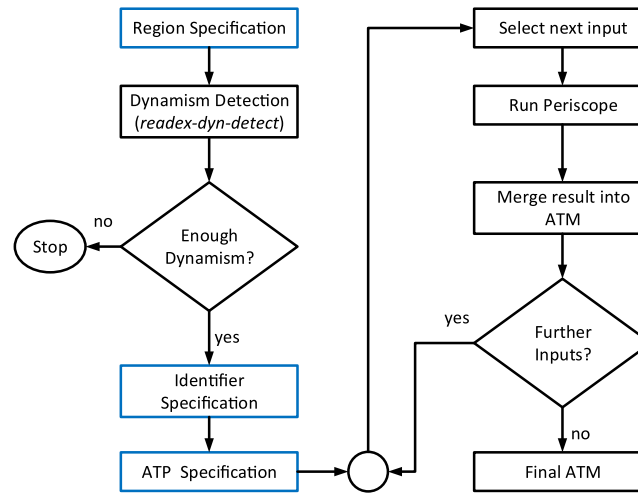 Region Specification
Dynamism Detection
(readex-dyn-detect)
Enough
Dynamism?
no
Stop
yes
Identifier
Specification
ATP Specification
Select next input
Run Periscope
Merge result into
ATM
Further
Inputs?
yes
no
Final ATM